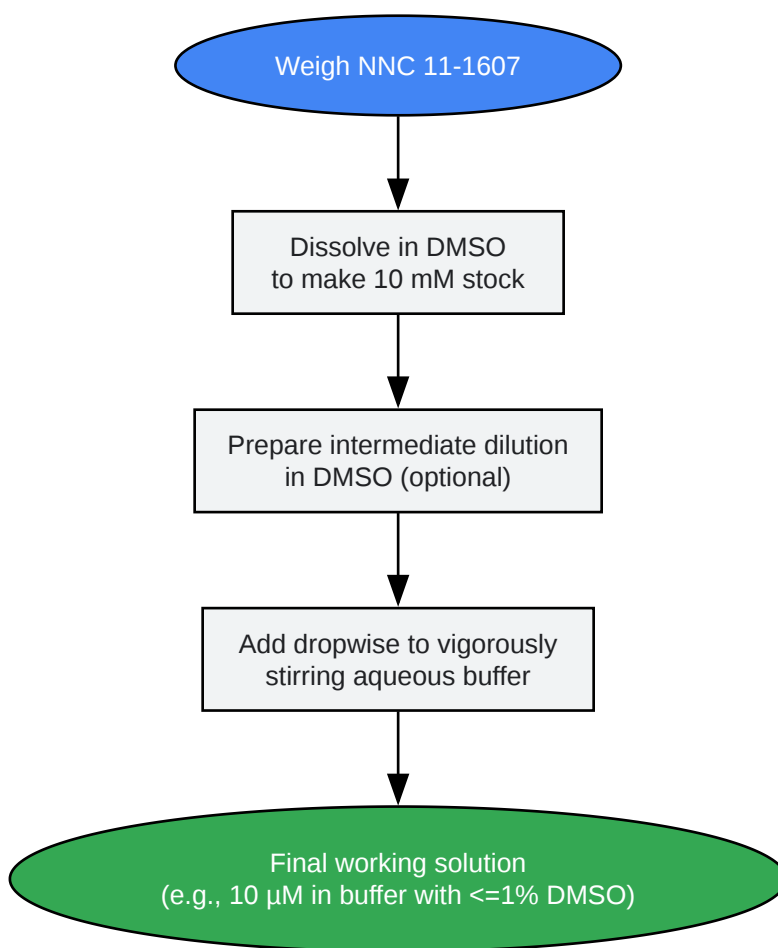 Weigh NNC 11-1607
Dissolve in DMSO
to make 10 mM stock
Prepare intermediate dilution
in DMSO (optional)
Add dropwise to vigorously
stirring aqueous buffer
Final working solution
(e.g., 10 µM in buffer with <=1% DMSO)